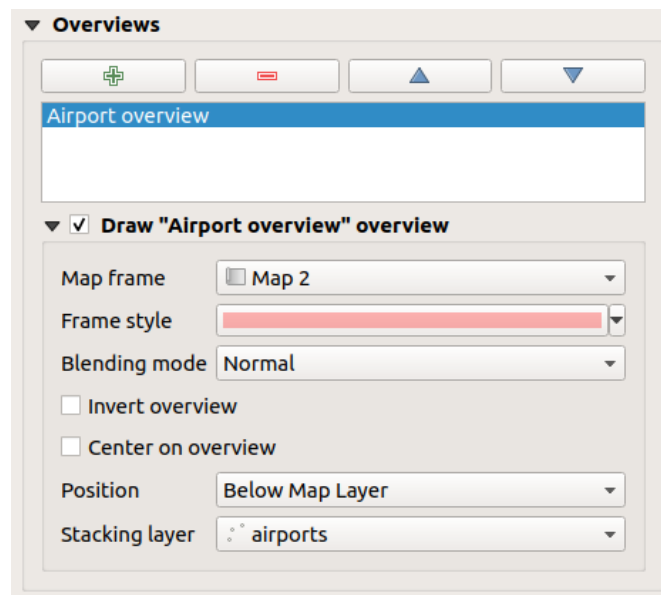 Overviews
Airport overview
Draw "Airport overview" overview
Map frame Map 2
Frame style
Blending mode Normal
Invert overview
Center on overview
Position Below Map Layer
Stacking layer airports